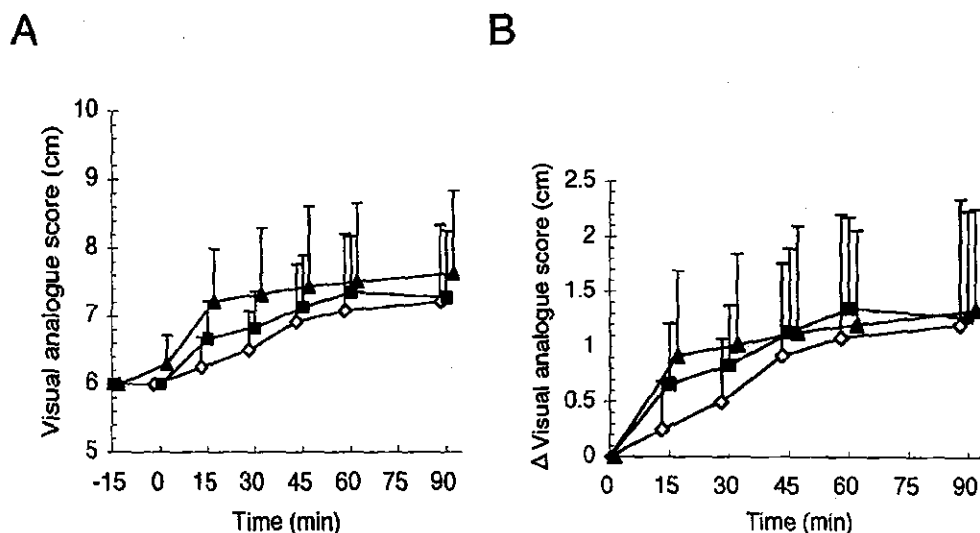 A
Visual analogue score (cm)
10
9
8
7
6
5
-15 0 15 30 45 60 75 90
Time (min)
B
Δ Visual analogue score (cm)
2.5
2
1.5
1
0.5
0
0 15 30 45 60 75 90
Time (min)